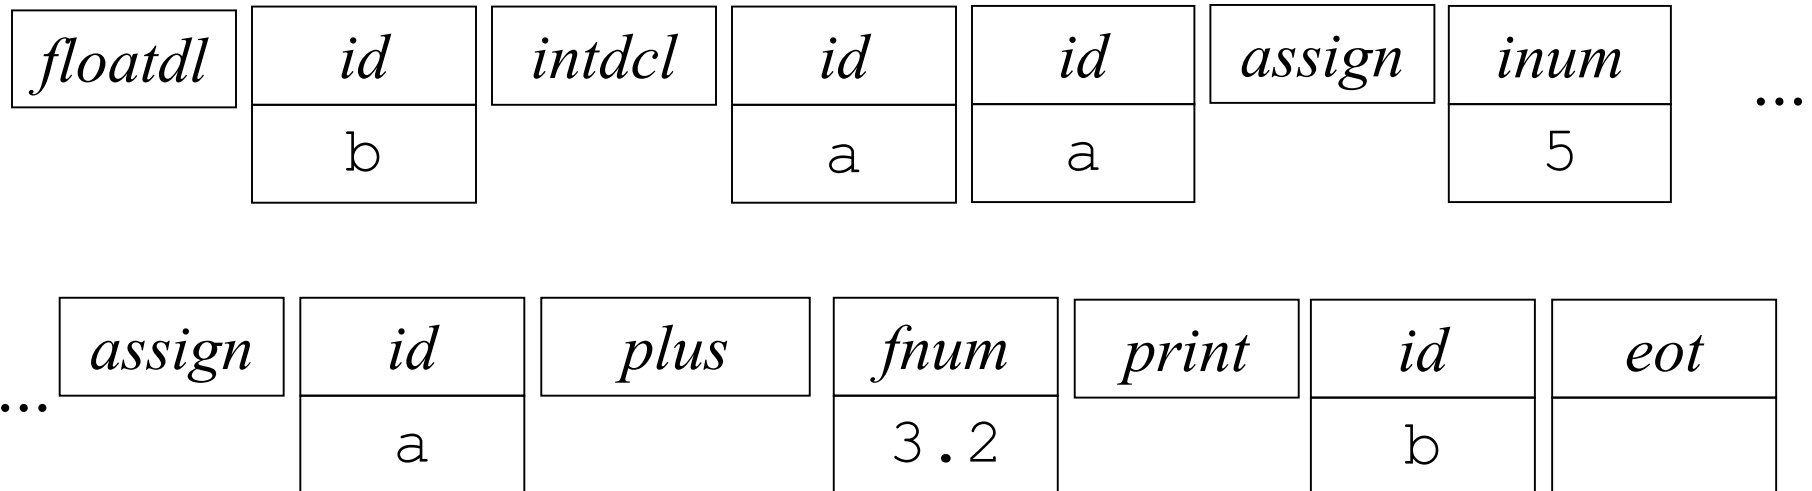 floatdl id intdcl id id assign inum
b a a 5
...
assign id plus fnum print id eot
...
a 3.2 b